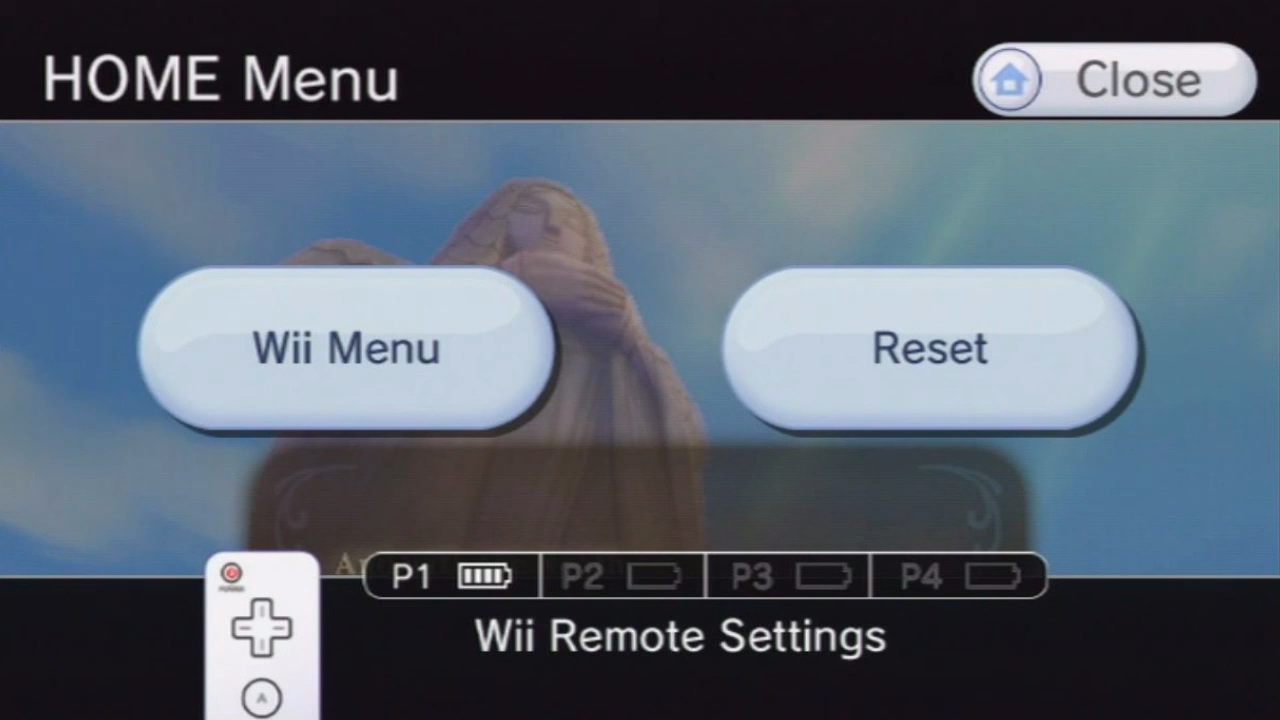 HOME Menu
Close
Wii Menu
Reset
P1 P2 P3 P4
Wii Remote Settings
A